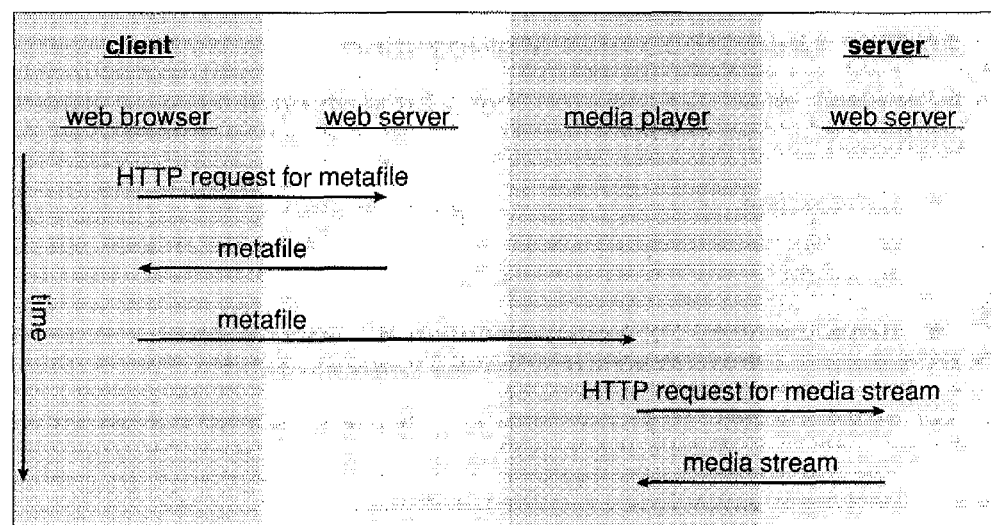 client server
web browser web server media player web server
HTTP request for metafile
metafile
time
metafile
HTTP request for media stream
media stream